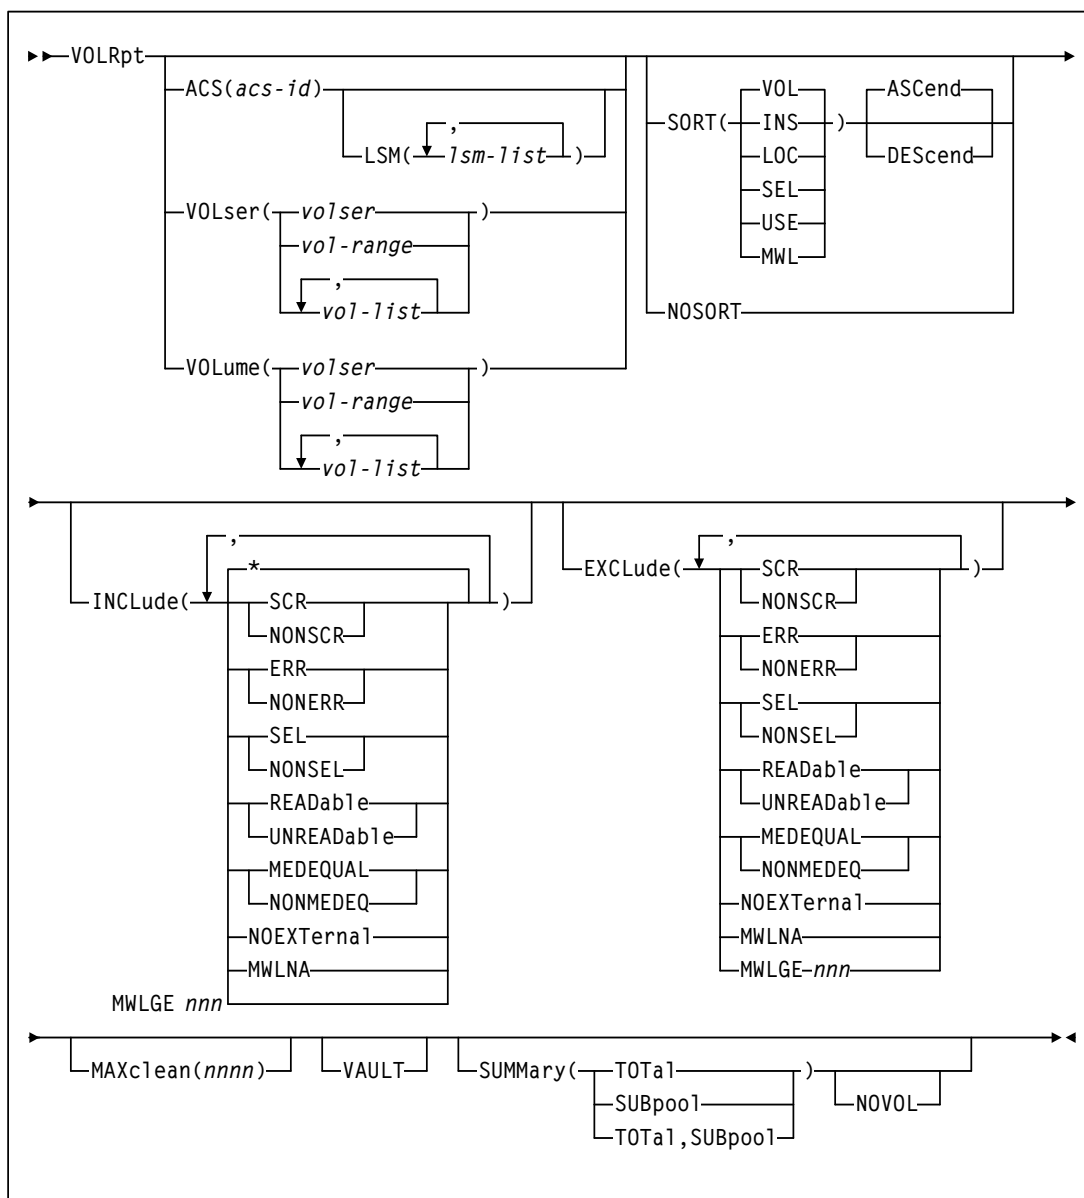 VOLRpt
ACS(acs-id)
LSM( , lsm-list )
VOLser( volser )
vol-range
,
vol-list
VOLume( volser )
vol-range
,
vol-list
SORT( VOL ) ASCend
INS
LOC DEScend
SEL
USE
MWL
NOSORT
INCLude( , )
*
SCR
NONSCR
ERR
NONERR
SEL
NONSEL
READable
UNREADable
MEDEQUAL
NONMEDEQ
NOEXTernal
MWLNA
MWLGE nnn
EXCLude( , )
SCR
NONSCR
ERR
NONERR
SEL
NONSEL
READable
UNREADable
MEDEQUAL
NONMEDEQ
NOEXTernal
MWLNA
MWLGE nnn
MAXclean(nnnn)
VAULT
SUMMary( TOTal )
SUBpool
TOTal,SUBpool
NOVOL